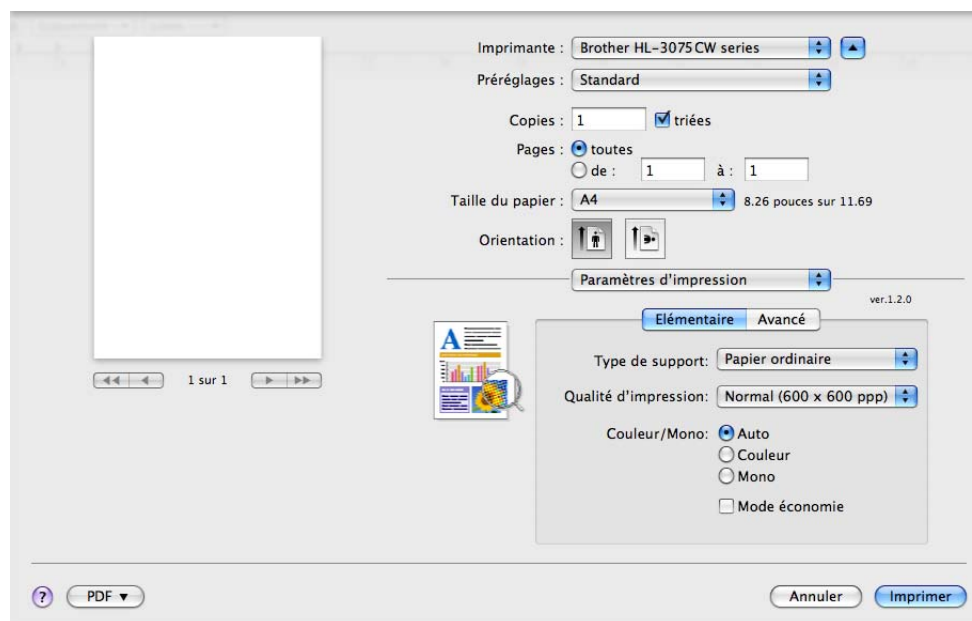 Imprimante : Brother HL-3075CW series
Préréglages : Standard
Copies : 1 triées
Pages : toutes
de : 1 à : 1
Taille du papier : A4 8.26 pouces sur 11.69
Orientation :
Paramètres d'impression
ver.1.2.0
Elémentaire Avancé
Type de support: Papier ordinaire
Qualité d'impression: Normal (600 x 600 ppp)
Couleur/Mono: Auto
Couleur
Mono
Mode économie
1 sur 1
? PDF ▼ Annuler Imprimer